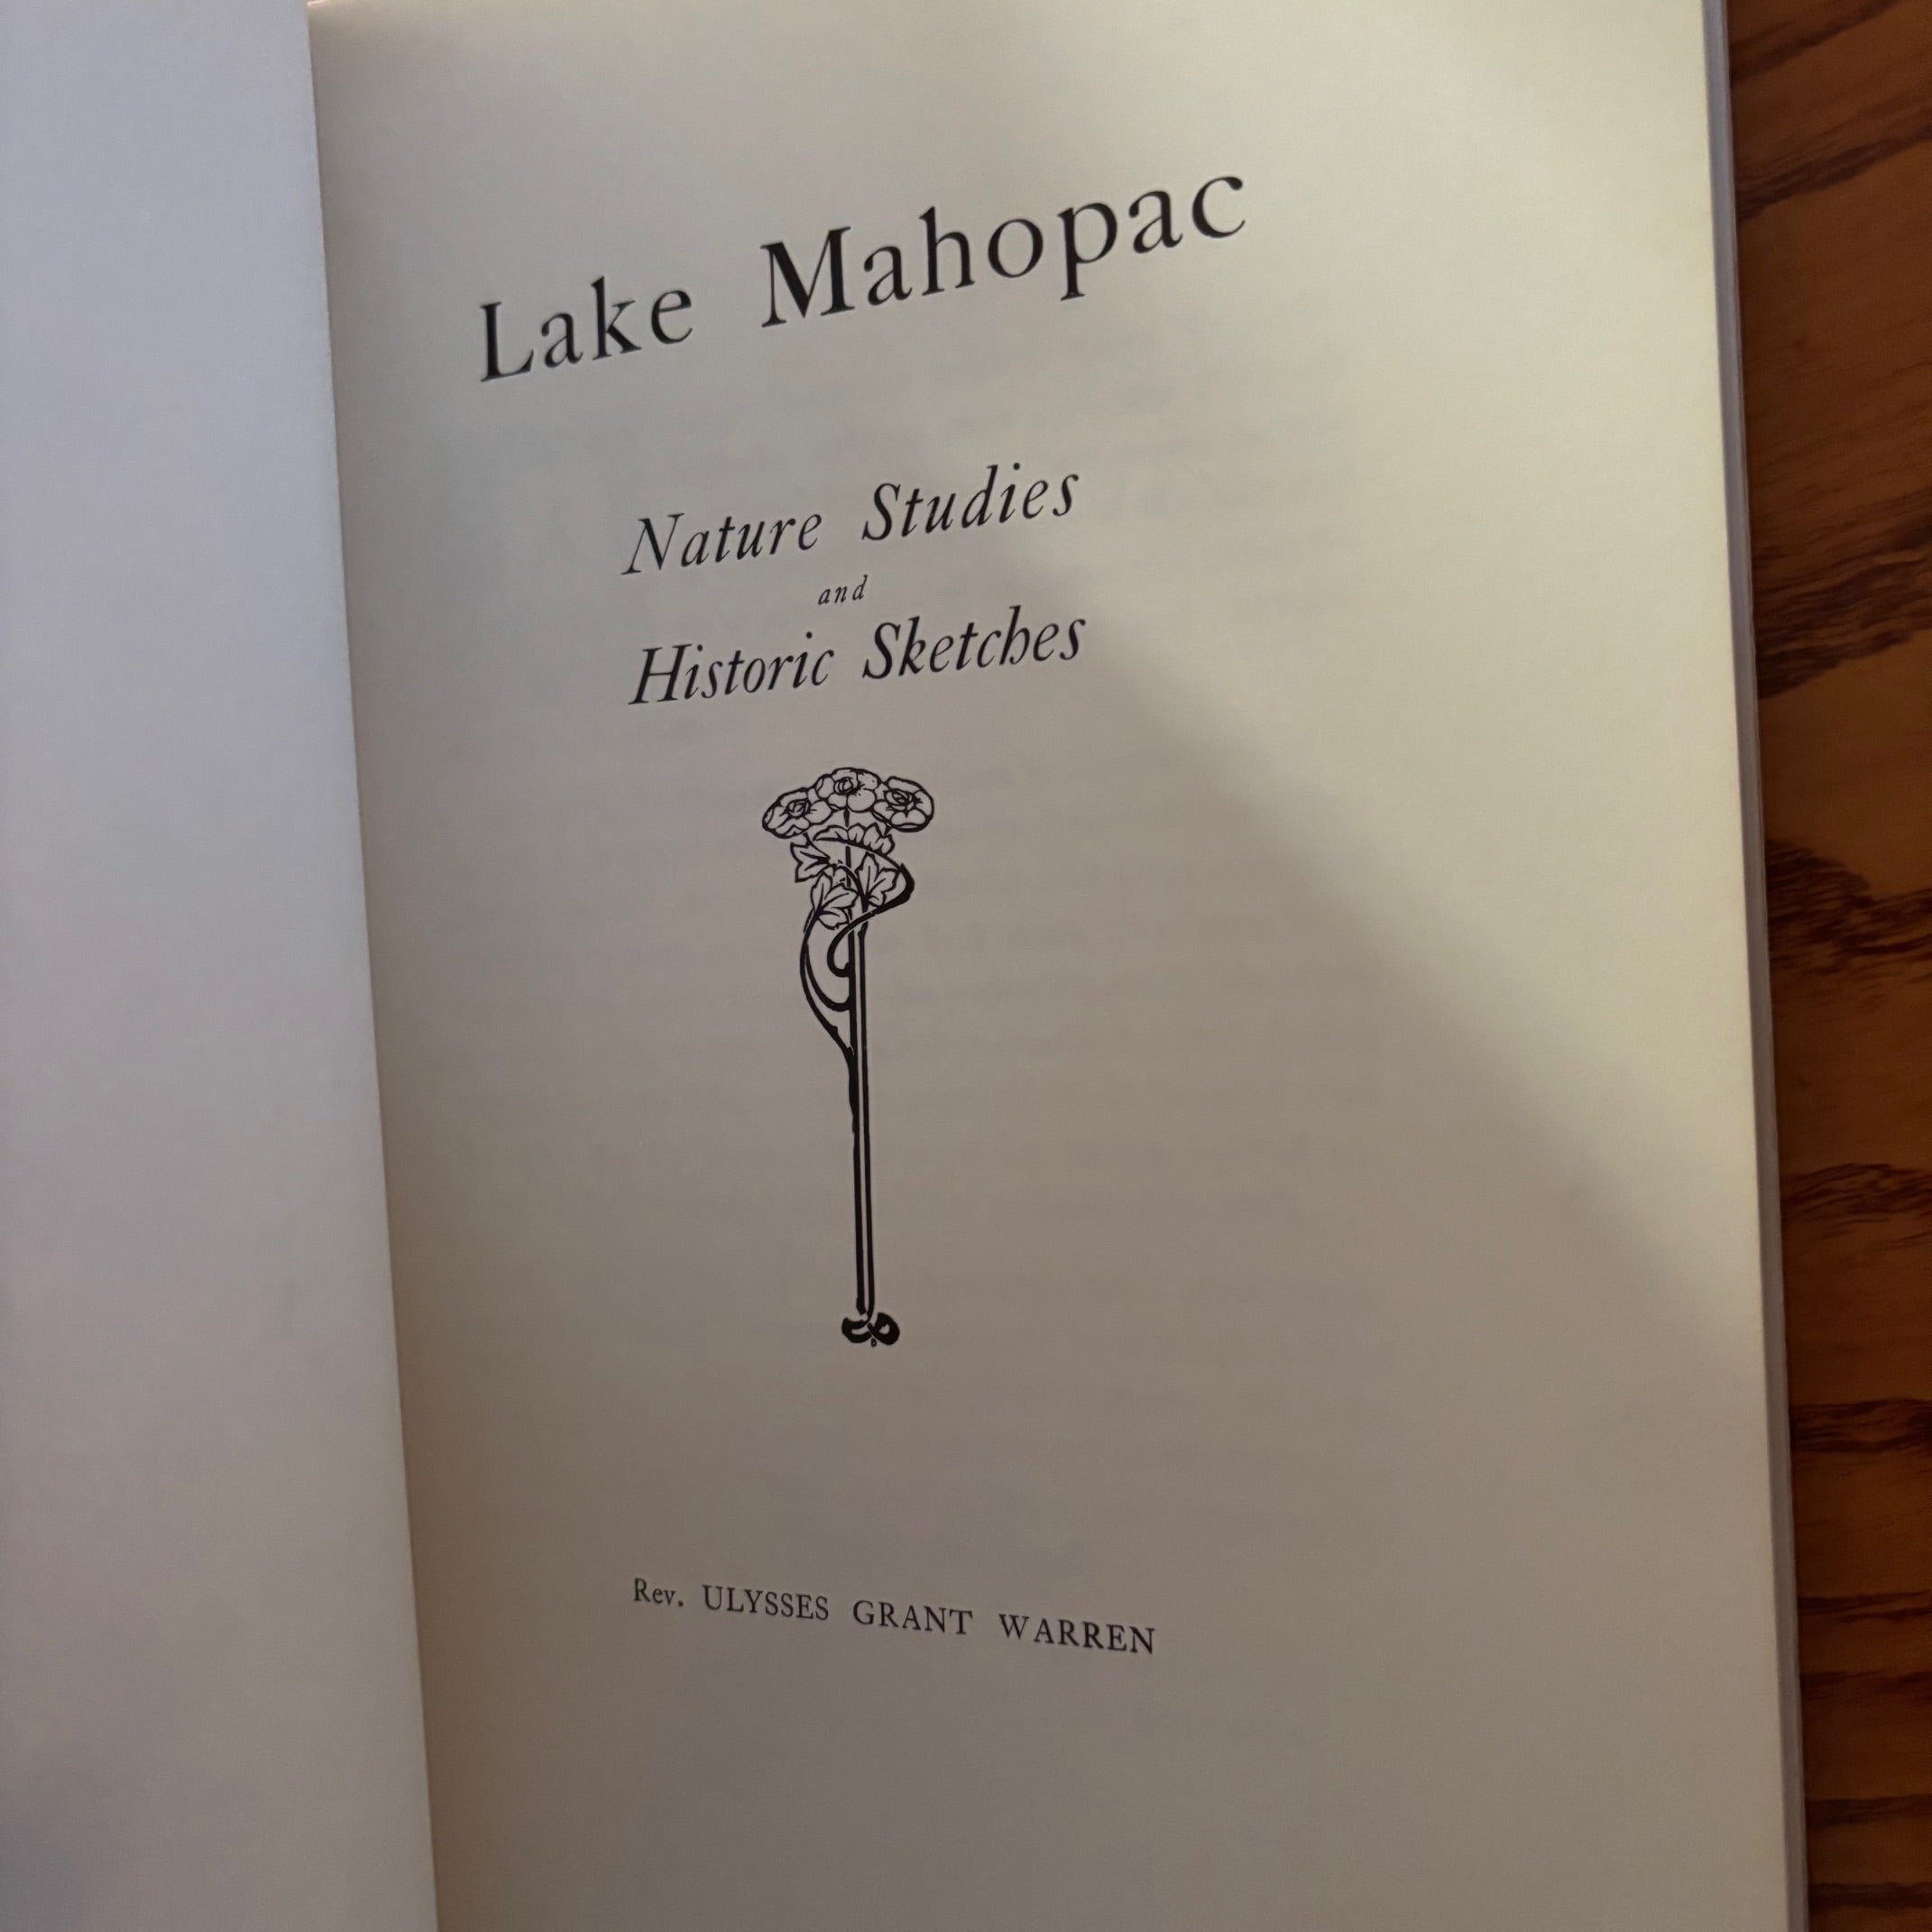 Lake Mahopac
Nature Studies
and
Historic Sketches
Rev. ULYSSES GRANT WARREN